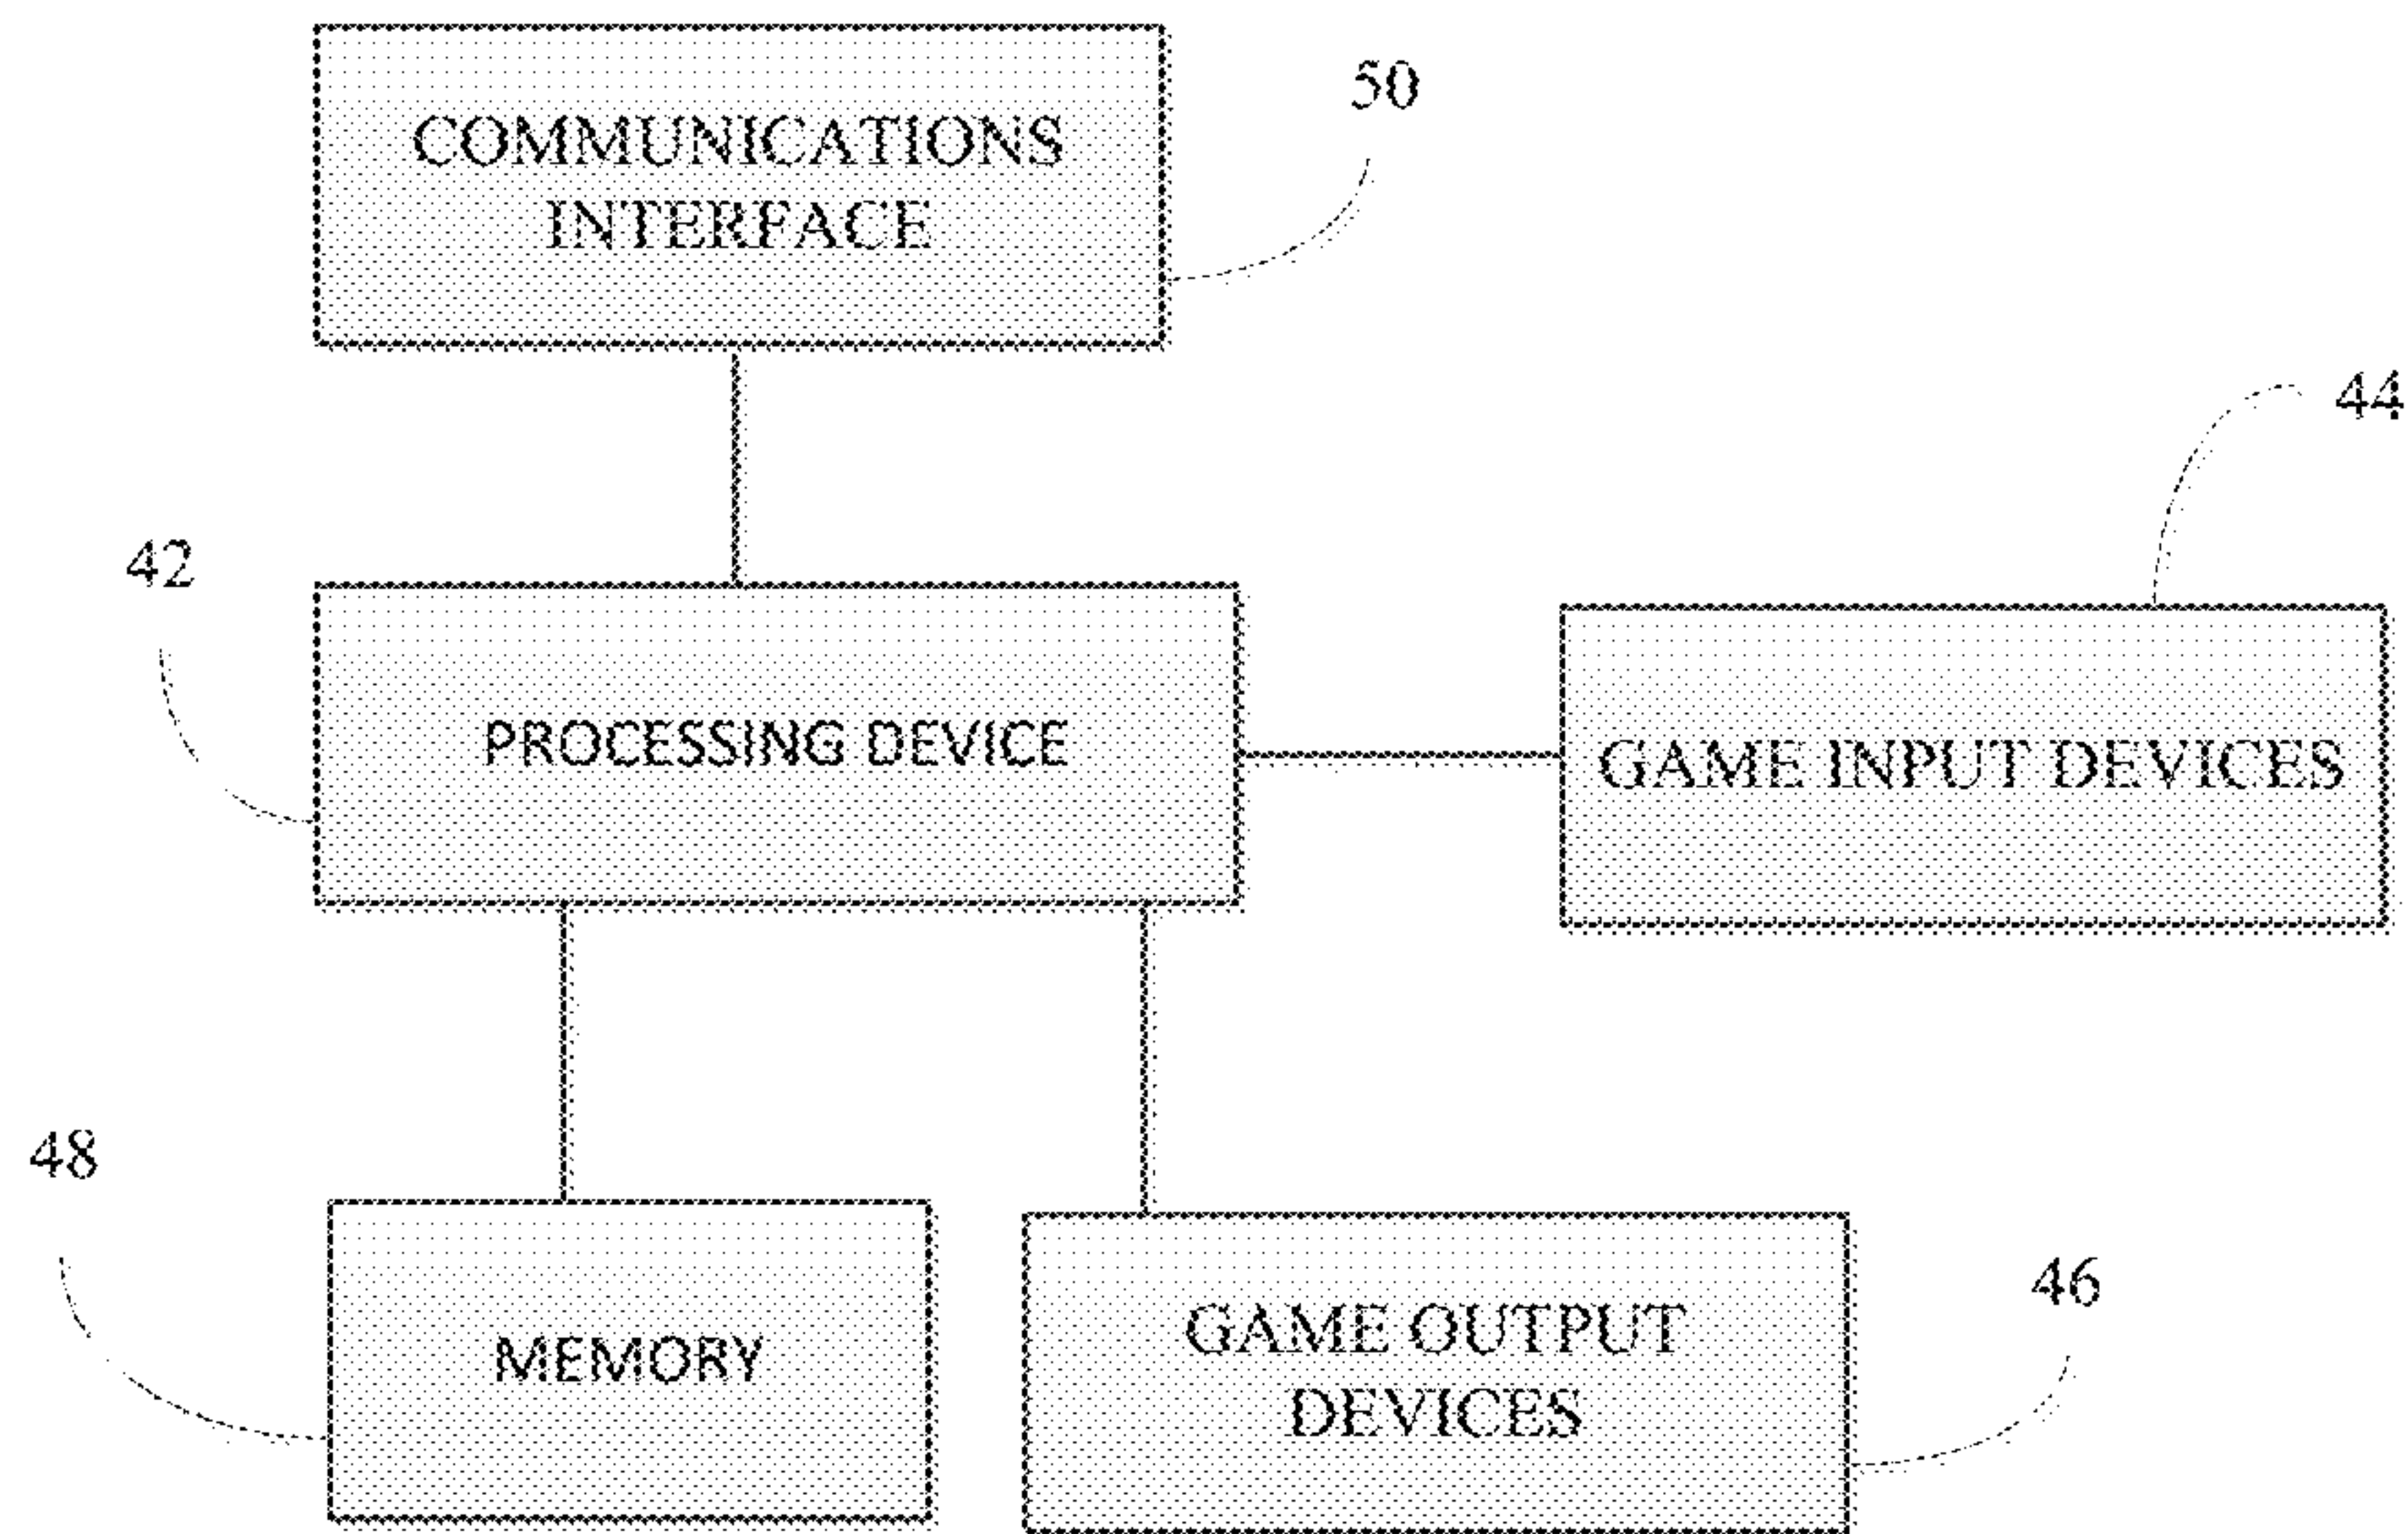 COMMUNICATIONS
INTERFACE
50
44
42
PROCESSING DEVICE
GAME INPUT DEVICES
48
MEMORY
GAME OUTPUT
DEVICES
46